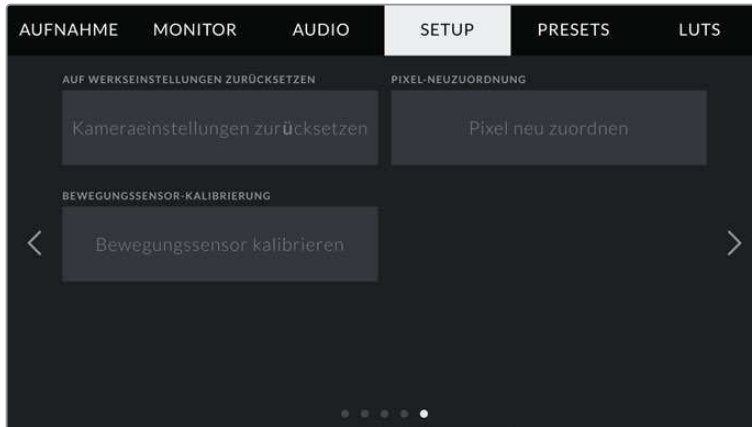 AUFNAHME MONITOR AUDIO SETUP PRESETS LUTS
AUF WERKSEINSTELLUNGEN ZURÜCKSETZEN PIXEL-NEUZUORDNUNG
Kameraeinstellungen zurücksetzen Pixel neu zuordnen
BEWEGUNGSSENSOR-KALIBRIERUNG
Bewegungssensor kalibrieren